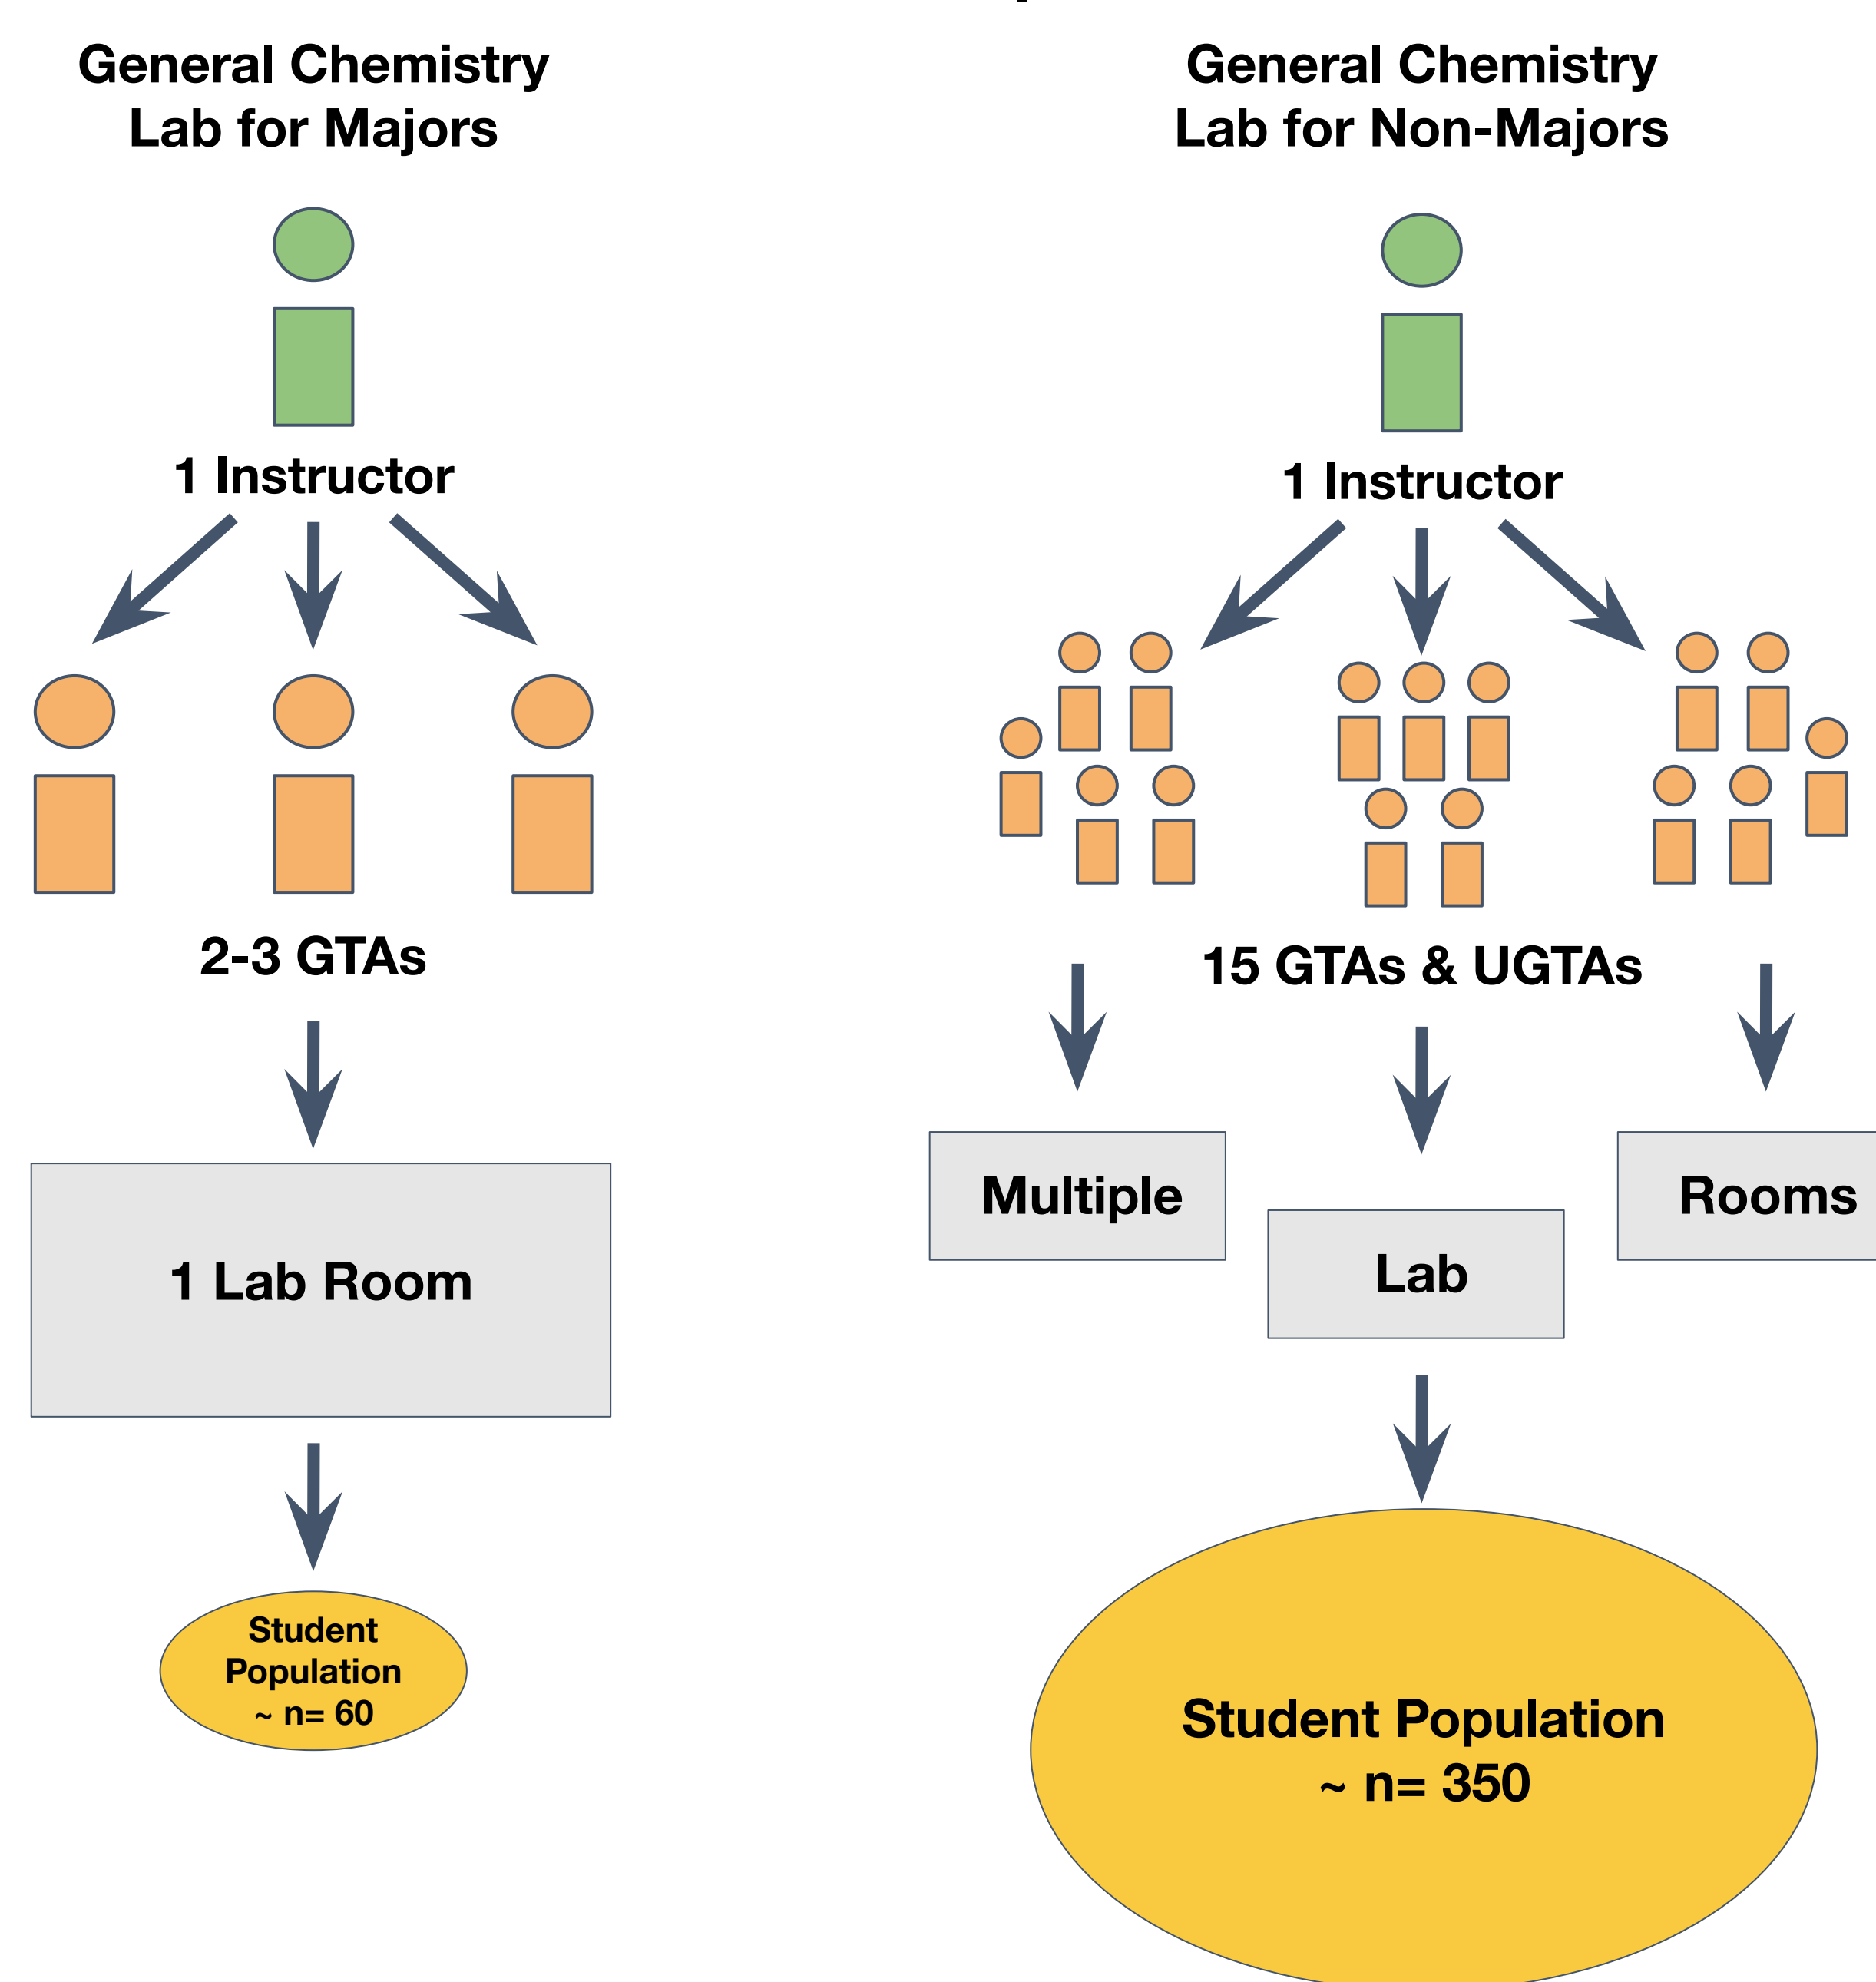 General Chemistry
Lab for Majors
1 Instructor
2-3 GTAs
1 Lab Room
Student
Population
~ n= 60
General Chemistry
Lab for Non-Majors
1 Instructor
15 GTAs & UGTAs
Multiple
Lab
Rooms
Student Population
~ n= 350